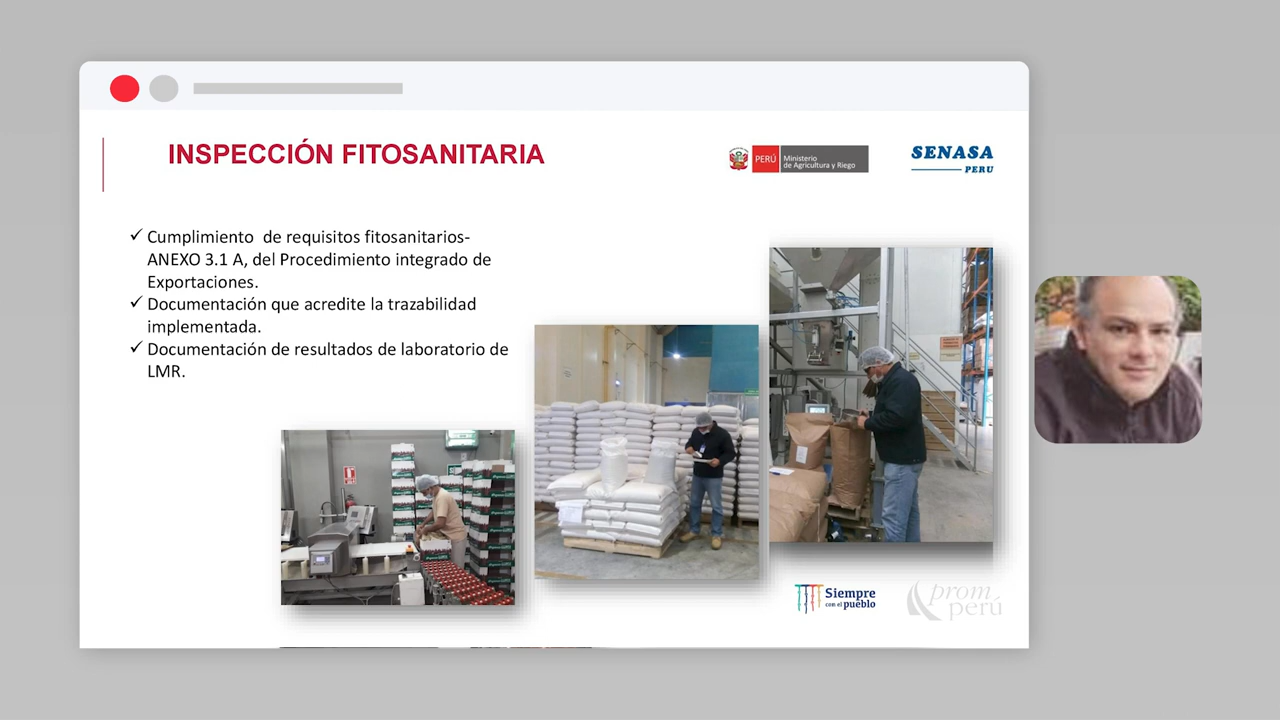 INSPECCIÓN FITOSANITARIA
PERÚ
Ministerio
de Agricultura y Riego
SENASA
PERU
✓ Cumplimiento de requisitos fitosanitarios-
ANEXO 3.1 A, del Procedimiento integrado de
Exportaciones.
✓ Documentación que acredite la trazabilidad
implementada.
✓ Documentación de resultados de laboratorio de
LMR.
Siempre
con el pueblo
prom
perú